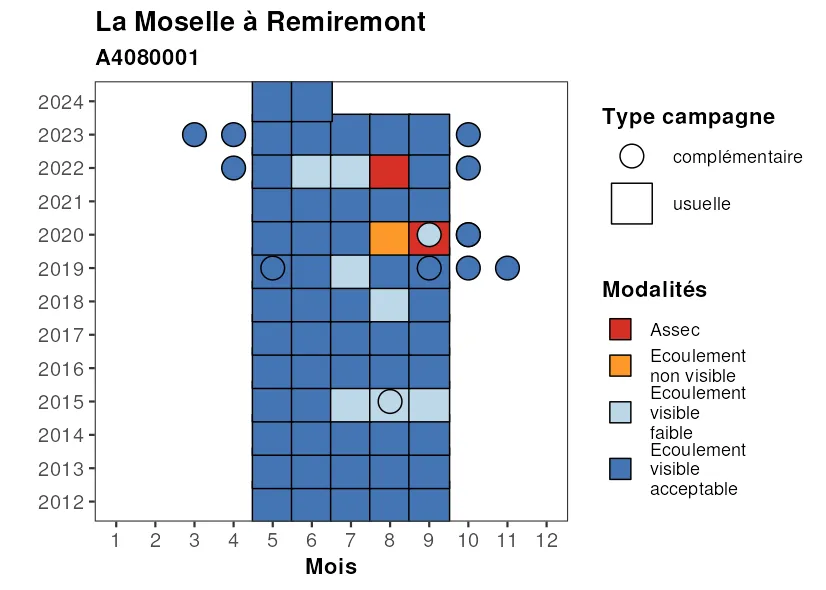 La Moselle à Remiremont
A4080001
2024
2023
2022
2021
2020
2019
2018
2017
2016
2015
2014
2013
2012
1 2 3 4 5 6 7 8 9 10 11 12
Mois
Type campagne
complémentaire
usuelle
Modalités
Assec
Ecoulement
non visible
Ecoulement
visible
faible
Ecoulement
visible
acceptable